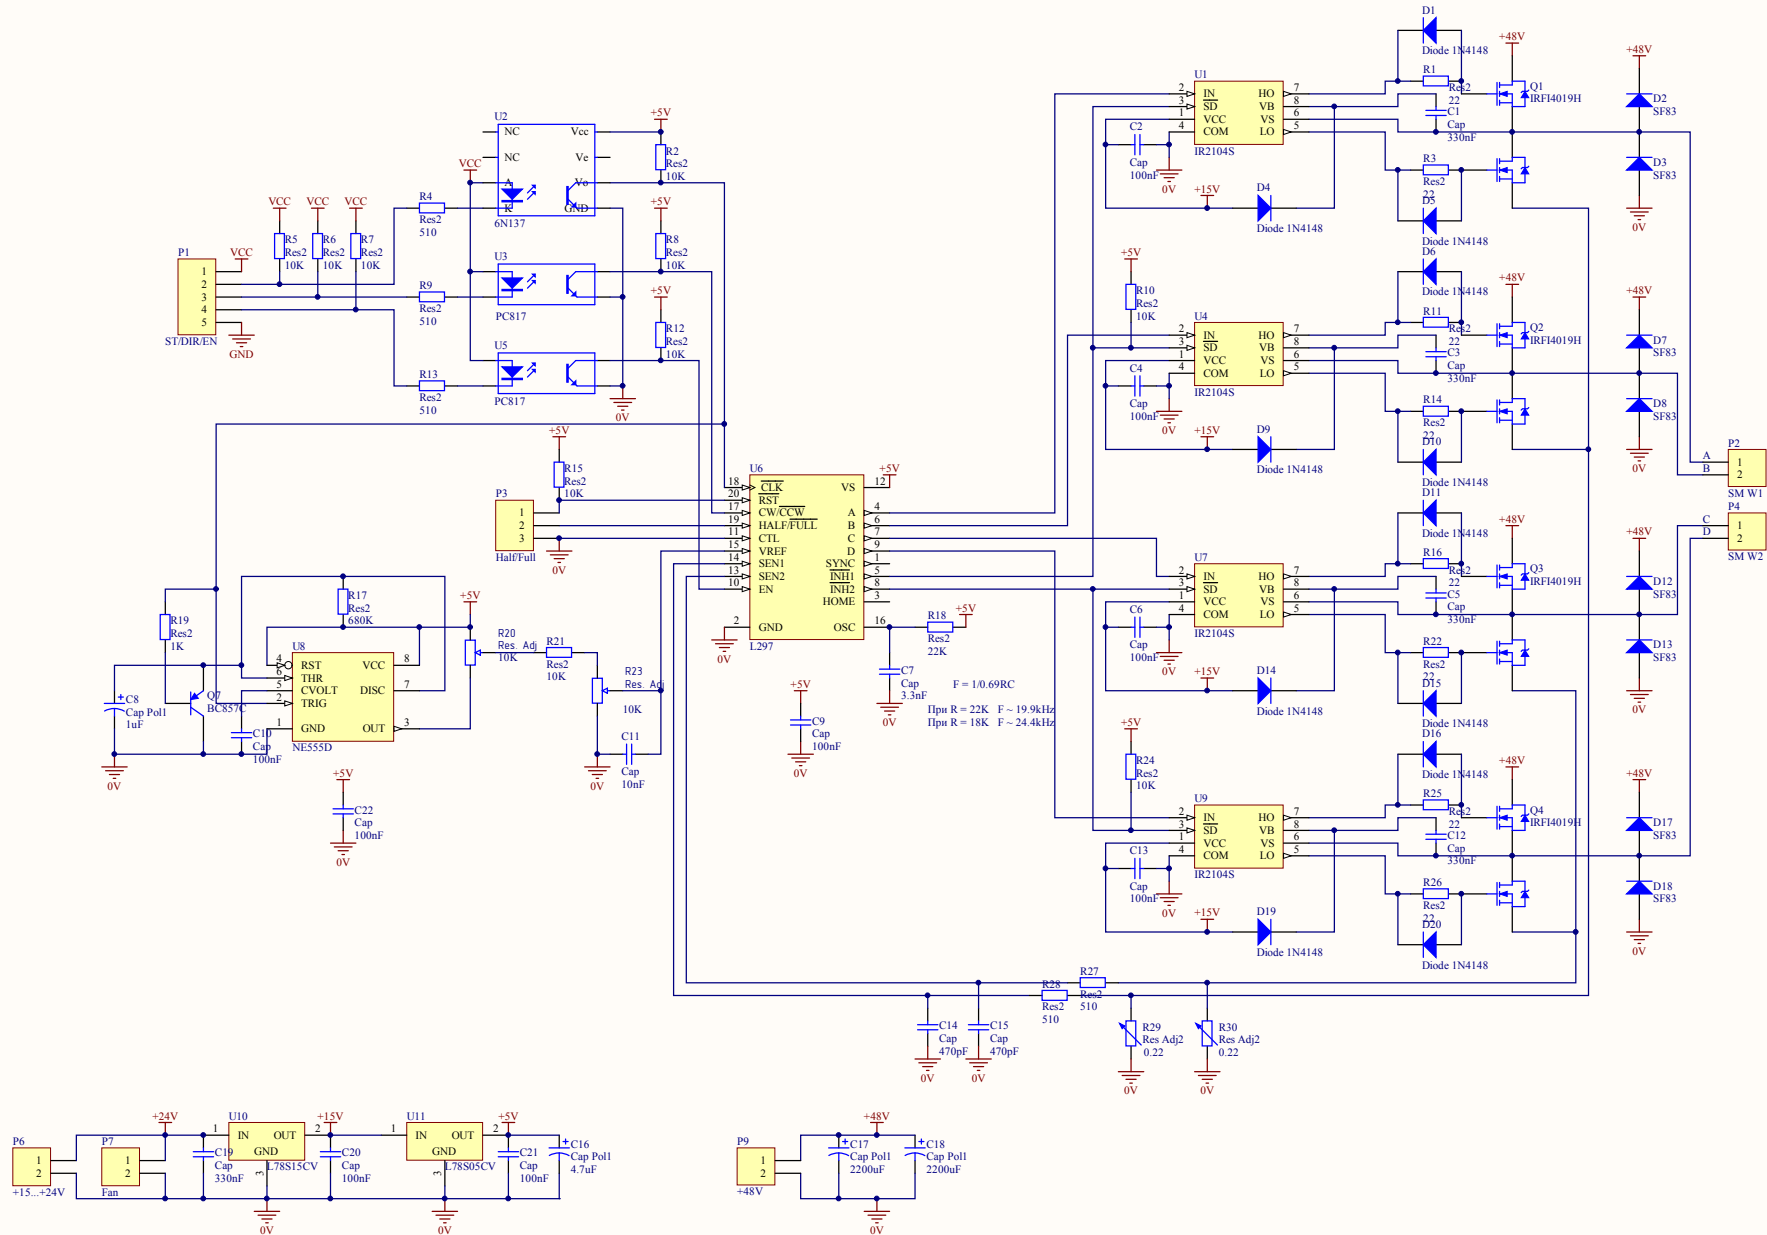 U2
NC
NC
Vcc
Ve
A
Vo
K
GND
6N137
VCC
+5V
R2
Res2
10K
R4
Res2
510
VCC
VCC
VCC
R5
Res2
10K
R6
Res2
10K
R7
Res2
10K
P1
VCC
1
2
3
4
5
ST/DIR/EN
GND
+5V
R8
Res2
10K
U3
PC817
R9
Res2
510
+5V
R12
Res2
10K
U5
PC817
R13
Res2
510
0V
+5V
R15
Res2
10K
P3
1
2
3
Half/Full
0V
U6
18 CLK
20 RST
17 CW/CCW
19 HALF/FULL
11 CTL
15 VREF
14 SEN1
13 SEN2
10 EN
2 GND
VS 12
A 4
B 6
C 7
D 9
SYNC 1
INH1 5
INH2 8
HOME 3
OSC 16
L297
+5V
0V
R18
Res2
22K
+5V
C7
Cap
3.3nF
0V
F = 1/0.69RC
При R = 22K F ~ 19.9kHz
При R = 18K F ~ 24.4kHz
+5V
C9
Cap
100nF
0V
R17
Res2
680K
R19
Res2
1K
U8
4 RST
6 THR
5 CVOLT
2 TRIG
1 GND
VCC 8
DISC 7
OUT 3
NE555D
C8
Cap Pol1
1uF
0V
Q7
BC857C
C10
Cap
100nF
+5V
R20
Res. Adj
10K
R21
Res2
10K
R23
Res. Adj
10K
C11
Cap
10nF
0V
+5V
C22
Cap
100nF
0V
U1
2 IN
3 SD
1 VCC
4 COM
HO 7
VB 8
VS 6
LO 5
IR2104S
C2
Cap
100nF
0V
+15V
D4
Diode 1N4148
D1
Diode 1N4148
R1
Res2
22
C1
Cap
330nF
R3
Res2
22
D5
Diode 1N4148
+48V
Q1
IRFI4019H
+48V
D2
SF83
D3
SF83
0V
+5V
R10
Res2
10K
U4
2 IN
3 SD
1 VCC
4 COM
HO 7
VB 8
VS 6
LO 5
IR2104S
C4
Cap
100nF
0V
+15V
D9
Diode 1N4148
D6
Diode 1N4148
R11
Res2
22
C3
Cap
330nF
R14
Res2
22
D10
Diode 1N4148
+48V
Q2
IRFI4019H
+48V
D7
SF83
D8
SF83
0V
P2
A 1
B 2
SM W1
P4
C 1
D 2
SM W2
U7
2 IN
3 SD
1 VCC
4 COM
HO 7
VB 8
VS 6
LO 5
IR2104S
C6
Cap
100nF
0V
+15V
D14
Diode 1N4148
D11
Diode 1N4148
R16
Res2
22
C5
Cap
330nF
R22
Res2
22
D15
Diode 1N4148
+48V
Q3
IRFI4019H
+48V
D12
SF83
D13
SF83
0V
+5V
R24
Res2
10K
U9
2 IN
3 SD
1 VCC
4 COM
HO 7
VB 8
VS 6
LO 5
IR2104S
C13
Cap
100nF
0V
+15V
D19
Diode 1N4148
D16
Diode 1N4148
R25
Res2
22
C12
Cap
330nF
R26
Res2
22
D20
Diode 1N4148
+48V
Q4
IRFI4019H
+48V
D17
SF83
D18
SF83
0V
R27
Res2
510
R28
Res2
510
C14
Cap
470pF
0V
C15
Cap
470pF
0V
R29
Res Adj2
0.22
0V
R30
Res Adj2
0.22
0V
P6
1
2
+15...+24V
P7
1
2
Fan
+24V
C19
Cap
330nF
U10
1 IN OUT 2
GND
3
L78S15CV
0V
+15V
C20
Cap
100nF
U11
1 IN OUT 2
GND
3
L78S05CV
0V
+5V
C21
Cap
100nF
C16
Cap Pol1
4.7uF
P9
1
2
+48V
+48V
C17
Cap Pol1
2200uF
C18
Cap Pol1
2200uF
0V